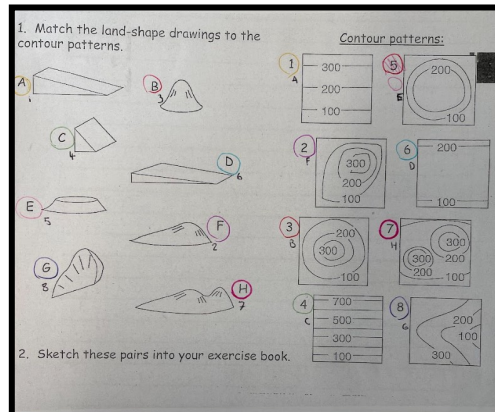 1. Match the land-shape drawings to the
contour patterns.
Contour patterns:
A
1
B
3
C
4
D
6
E
5
F
2
G
8
H
7
1
A
300
200
100
5
E
200
100
2
F
300
200
100
6
D
200
100
3
B
200
300
100
7
H
300
300
200
200
100
4
C
700
500
300
100
8
G
200
100
300
2. Sketch these pairs into your exercise book.